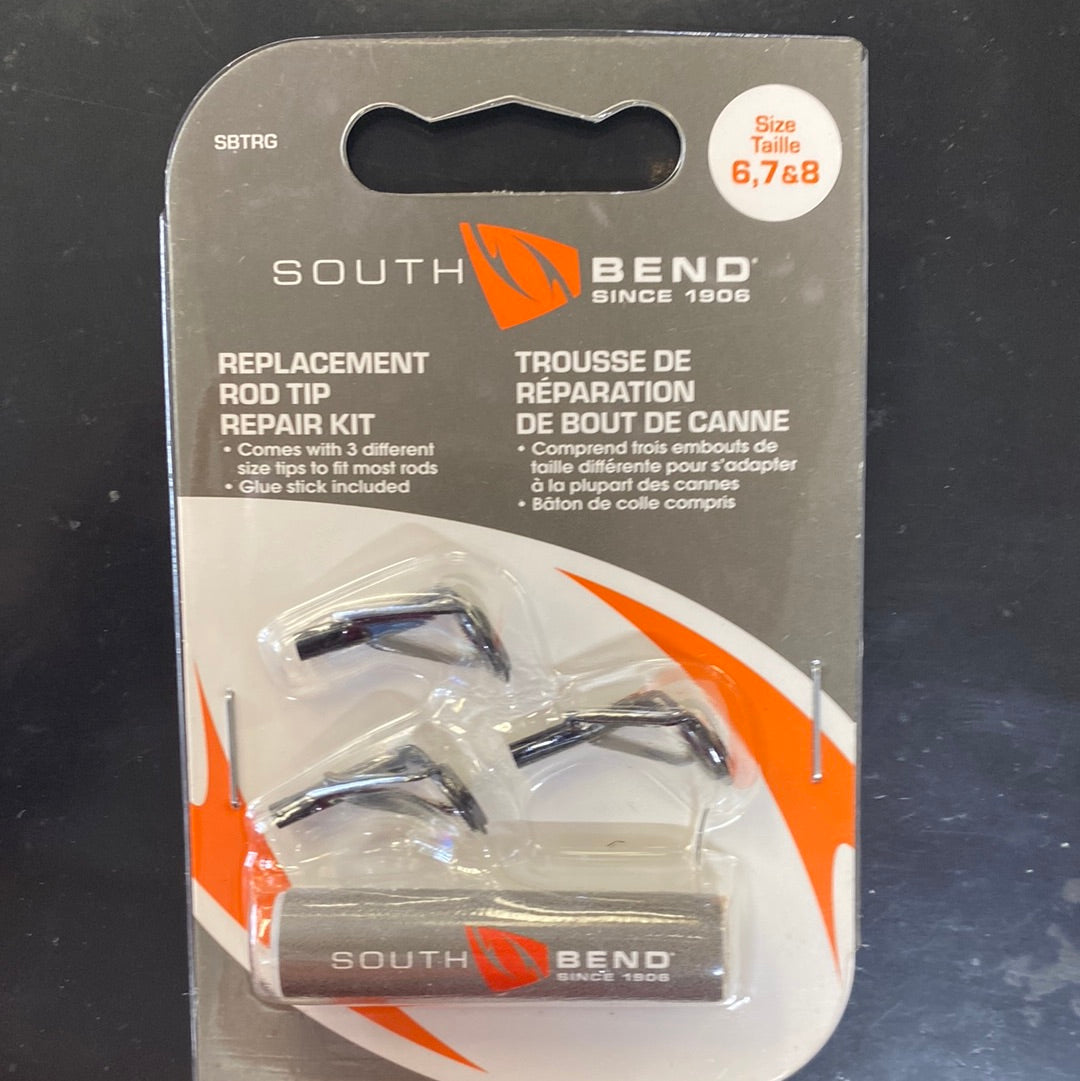 SBTRG
Size
Taille
6,7&8
SOUTH BEND
SINCE 1906
REPLACEMENT
ROD TIP
REPAIR KIT
• Comes with 3 different
size tips to fit most rods
• Glue stick included
TROUSSE DE
RÉPARATION
DE BOUT DE CANNE
• Comprend trois embouts de
taille différente pour s'adapter
à la plupart des cannes
• Bâton de colle compris
SOUTH BEND
SINCE 1906